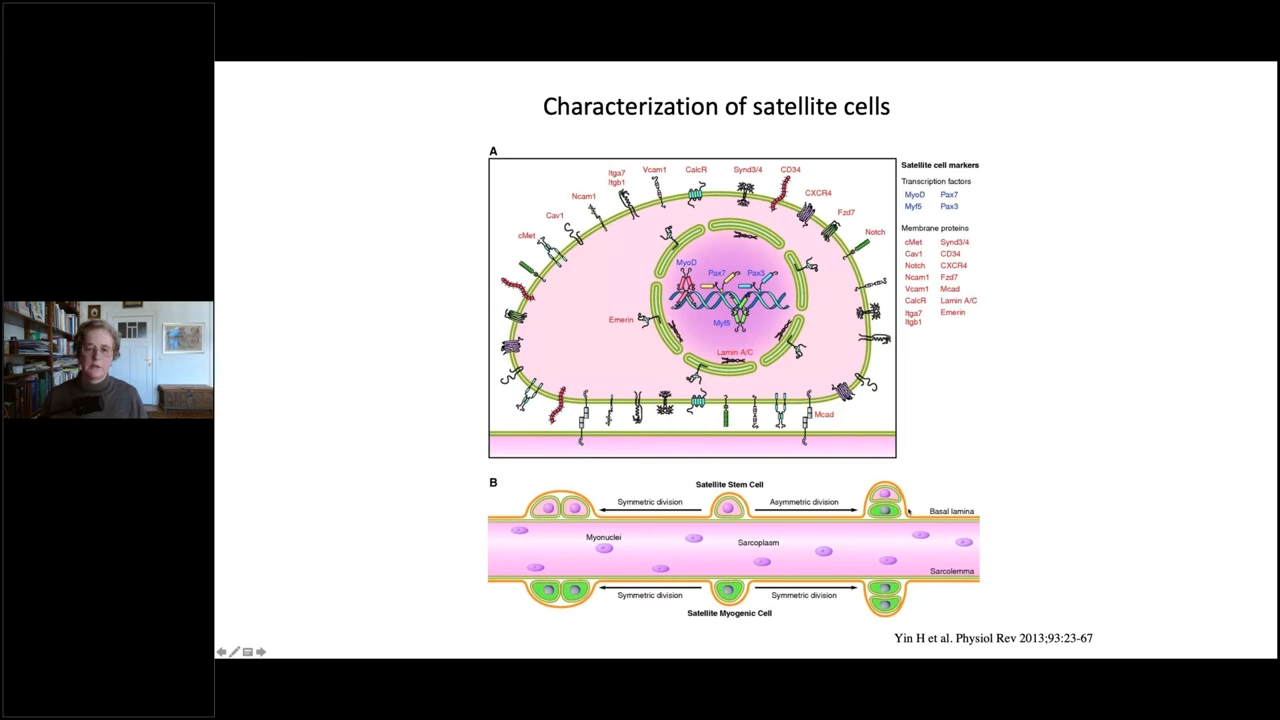 Characterization of satellite cells
A
Itga7
Itgb1
Vcam1
CalcR
Synd3/4
CD34
CXCR4
Fzd7
Notch
Ncam1
Cav1
cMet
MyoD
Pax7
Pax3
Emerin
Myf5
Lamin A/C
Mcad
Satellite cell markers
Transcription factors
MyoD Pax7
Myf5 Pax3
Membrane proteins
cMet Synd3/4
Cav1 CD34
Notch CXCR4
Ncam1 Fzd7
Vcam1 Mcad
CalcR Lamin A/C
Itga7 Emerin
Itgb1
B
Satellite Stem Cell
Symmetric division
Asymmetric division
Basal lamina
Myonuclei
Sarcoplasm
Sarcolemma
Symmetric division
Symmetric division
Satellite Myogenic Cell
Yin H et al. Physiol Rev 2013;93:23-67